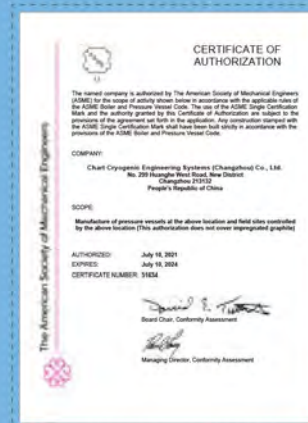 CERTIFICATE OF
AUTHORIZATION
The named company is authorized by The American Society of Mechanical Engineers
(ASME) for the scope of activity shown below in accordance with the applicable rules of
the ASME Boiler and Pressure Vessel Code. The use of the ASME Single Certification
Mark and the authority granted by this Certificate of Authorization are subject to the
provisions of the agreement set forth in the application. Any construction stamped with
the ASME Single Certification Mark shall have been built strictly in accordance with the
provisions of the ASME Boiler and Pressure Vessel Code.
COMPANY:
Chart Cryogenic Engineering Systems (Changzhou) Co., Ltd.
No. 299 Huanghe West Road, New District
Changzhou 213132
People's Republic of China
SCOPE:
Manufacture of pressure vessels at the above location and field sites controlled
by the above location (This authorization does not cover impregnated graphite)
AUTHORIZED: July 10, 2021
EXPIRES: July 10, 2024
CERTIFICATE NUMBER: 51634
Board Chair, Conformity Assessment
Managing Director, Conformity Assessment
The American Society of Mechanical Engineers